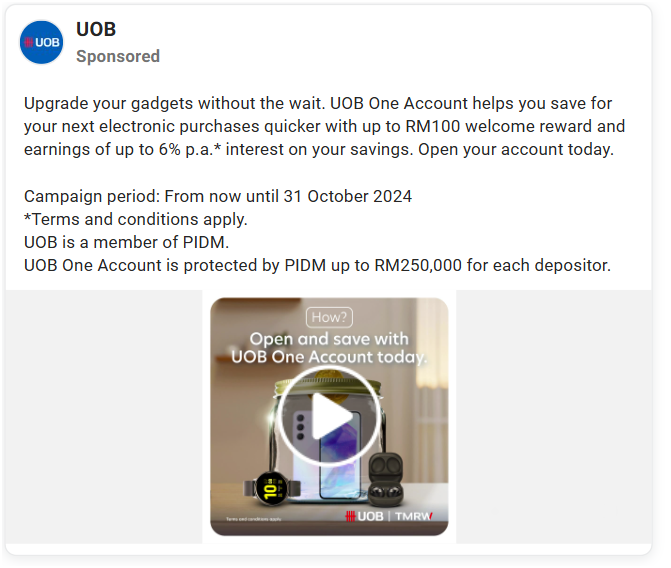 UOB
UOB
Sponsored
Upgrade your gadgets without the wait. UOB One Account helps you save for
your next electronic purchases quicker with up to RM100 welcome reward and
earnings of up to 6% p.a.* interest on your savings. Open your account today.
Campaign period: From now until 31 October 2024
*Terms and conditions apply.
UOB is a member of PIDM.
UOB One Account is protected by PIDM up to RM250,000 for each depositor.
How?
Open and save with
UOB One Account today.
10
Terms and conditions apply.
UOB | TMRW